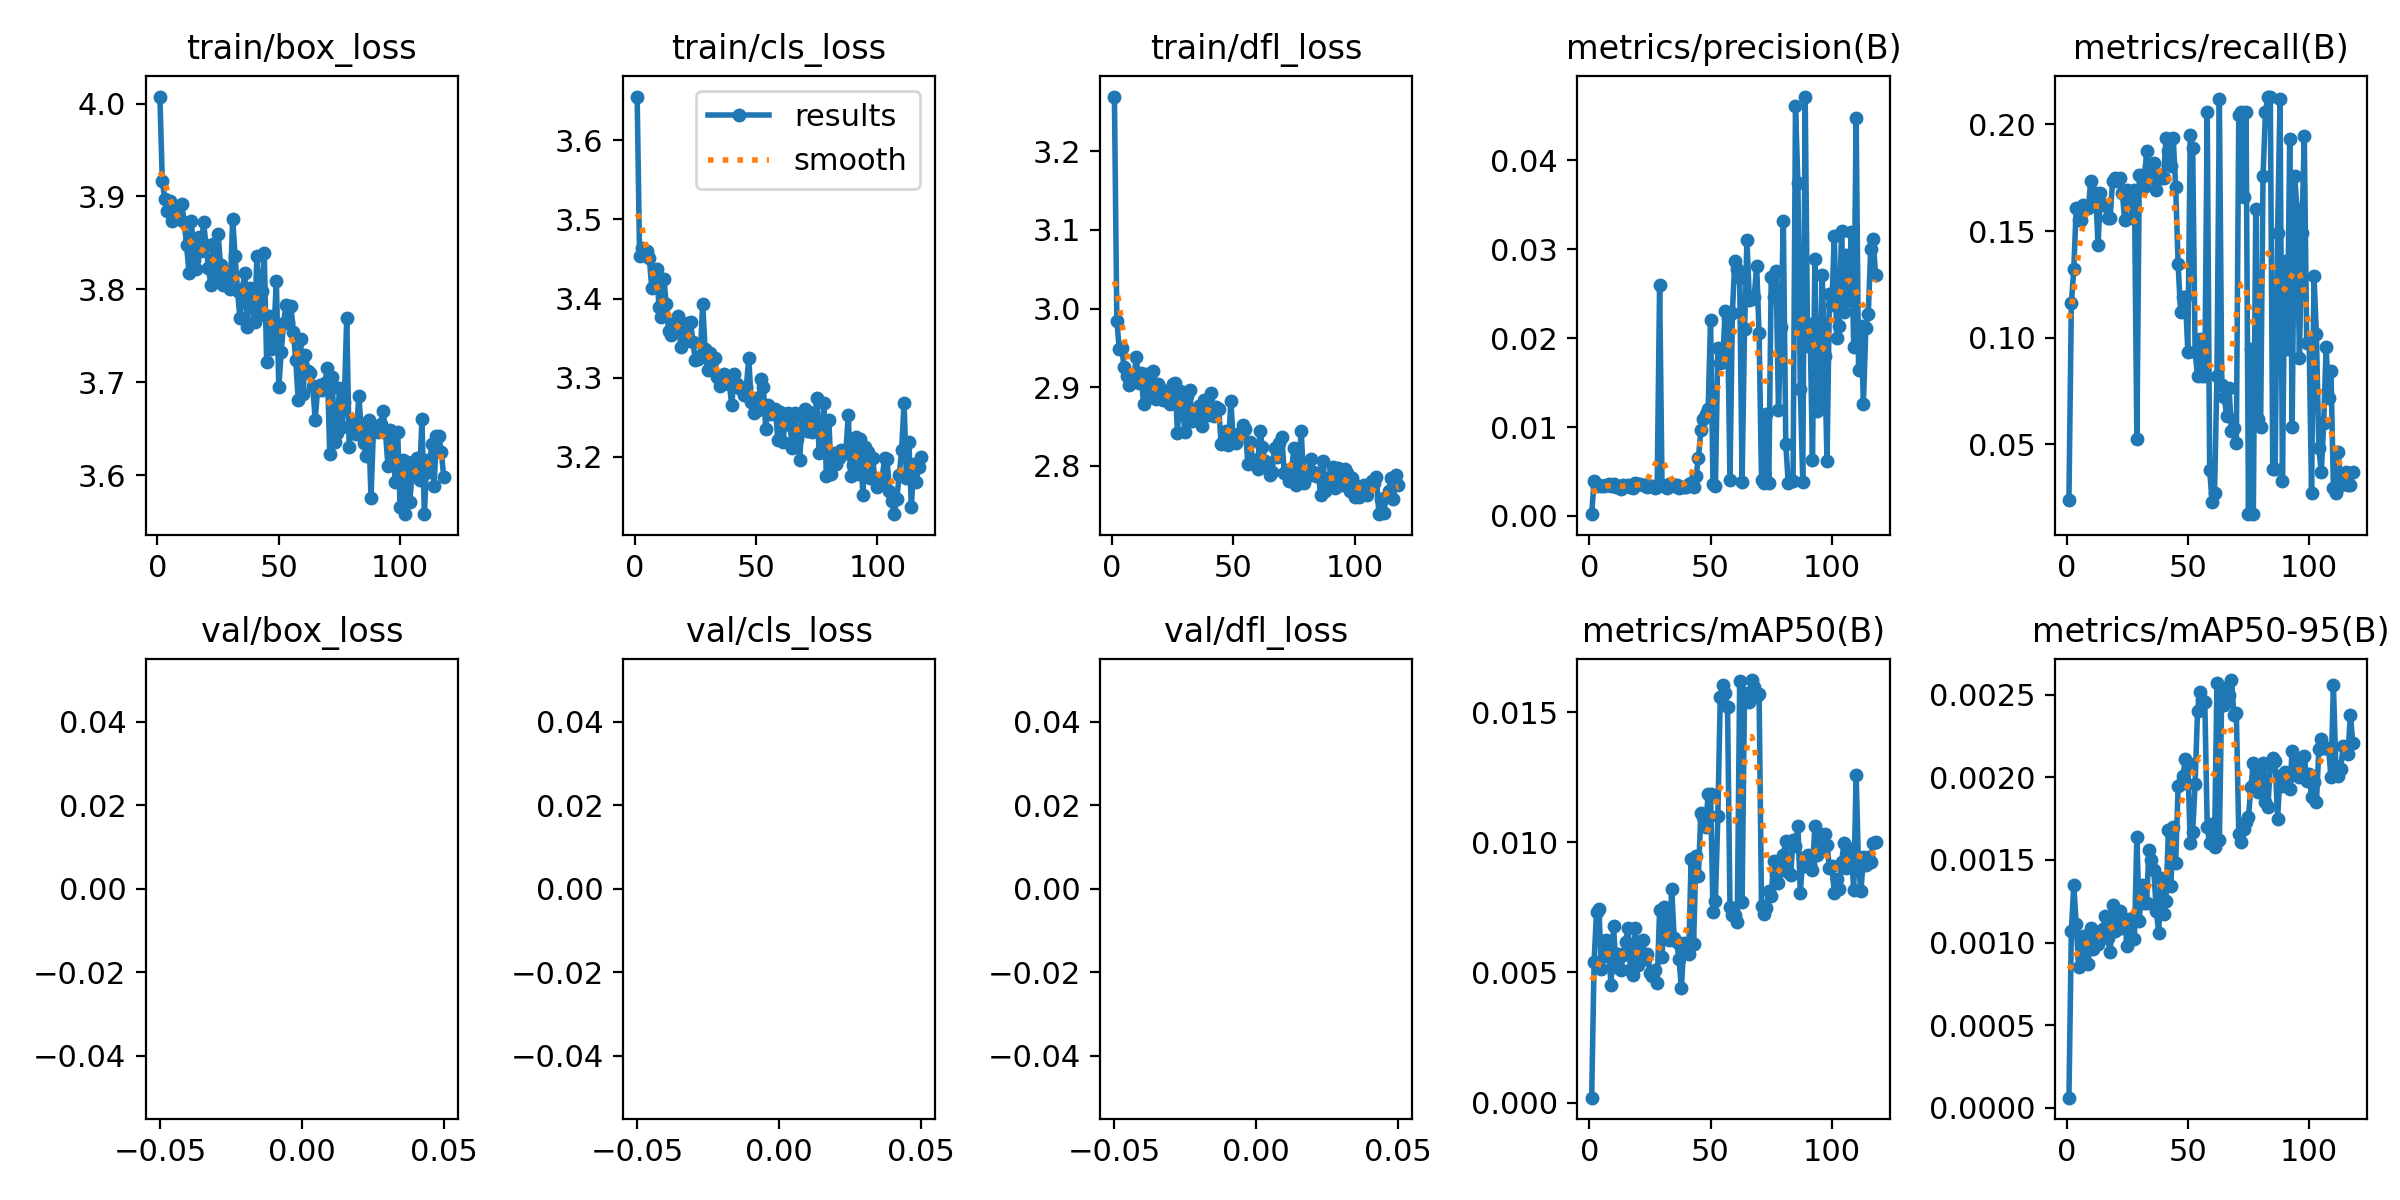 train/box_loss
4.0
3.9
3.8
3.7
3.6
0 50 100
train/cls_loss
results
smooth
3.6
3.5
3.4
3.3
3.2
0 50 100
train/dfl_loss
3.2
3.1
3.0
2.9
2.8
0 50 100
metrics/precision(B)
0.04
0.03
0.02
0.01
0.00
0 50 100
metrics/recall(B)
0.20
0.15
0.10
0.05
0 50 100
val/box_loss
0.04
0.02
0.00
−0.02
−0.04
−0.05 0.00 0.05
val/cls_loss
0.04
0.02
0.00
−0.02
−0.04
−0.05 0.00 0.05
val/dfl_loss
0.04
0.02
0.00
−0.02
−0.04
−0.05 0.00 0.05
metrics/mAP50(B)
0.015
0.010
0.005
0.000
0 50 100
metrics/mAP50-95(B)
0.0025
0.0020
0.0015
0.0010
0.0005
0.0000
0 50 100